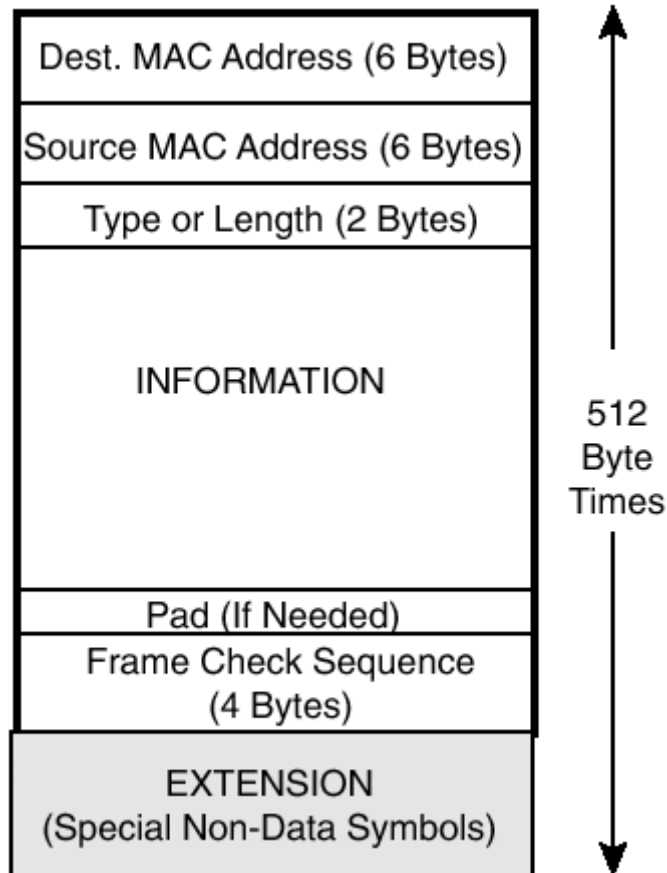 Dest. MAC Address (6 Bytes)
Source MAC Address (6 Bytes)
Type or Length (2 Bytes)
INFORMATION
512
Byte
Times
Pad (If Needed)
Frame Check Sequence
(4 Bytes)
EXTENSION
(Special Non-Data Symbols)